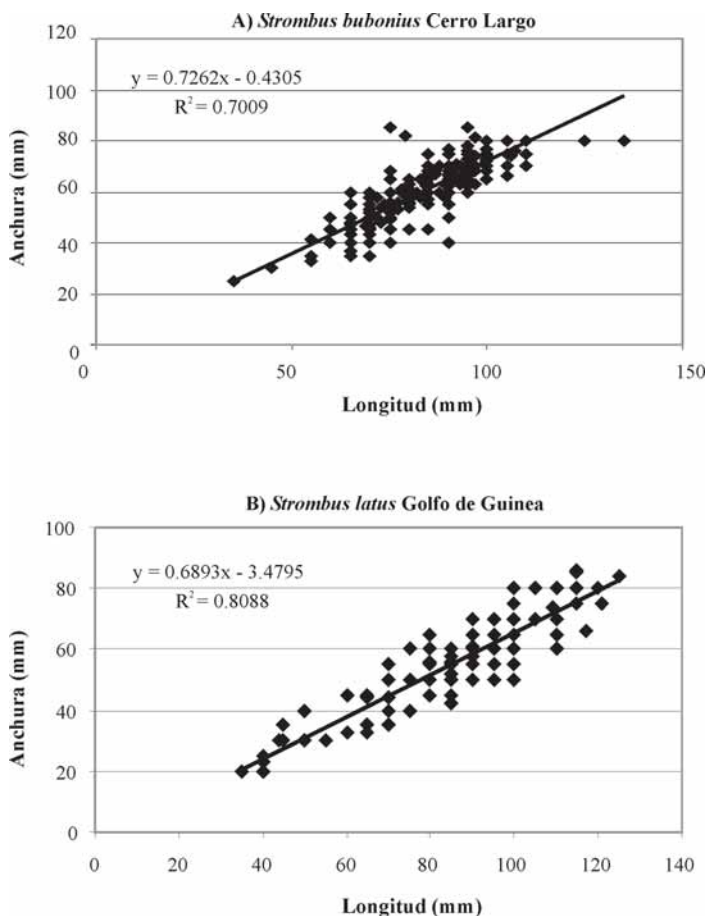 A) Strombus bubonius Cerro Largo
120
100
80
60
40
20
0
y = 0.7262x - 0.4305
R² = 0.7009
Anchura (mm)
0 50 100 150
Longitud (mm)
B) Strombus latus Golfo de Guinea
100
80
60
40
20
0
y = 0.6893x - 3.4795
R² = 0.8088
Anchura (mm)
0 20 40 60 80 100 120 140
Longitud (mm)